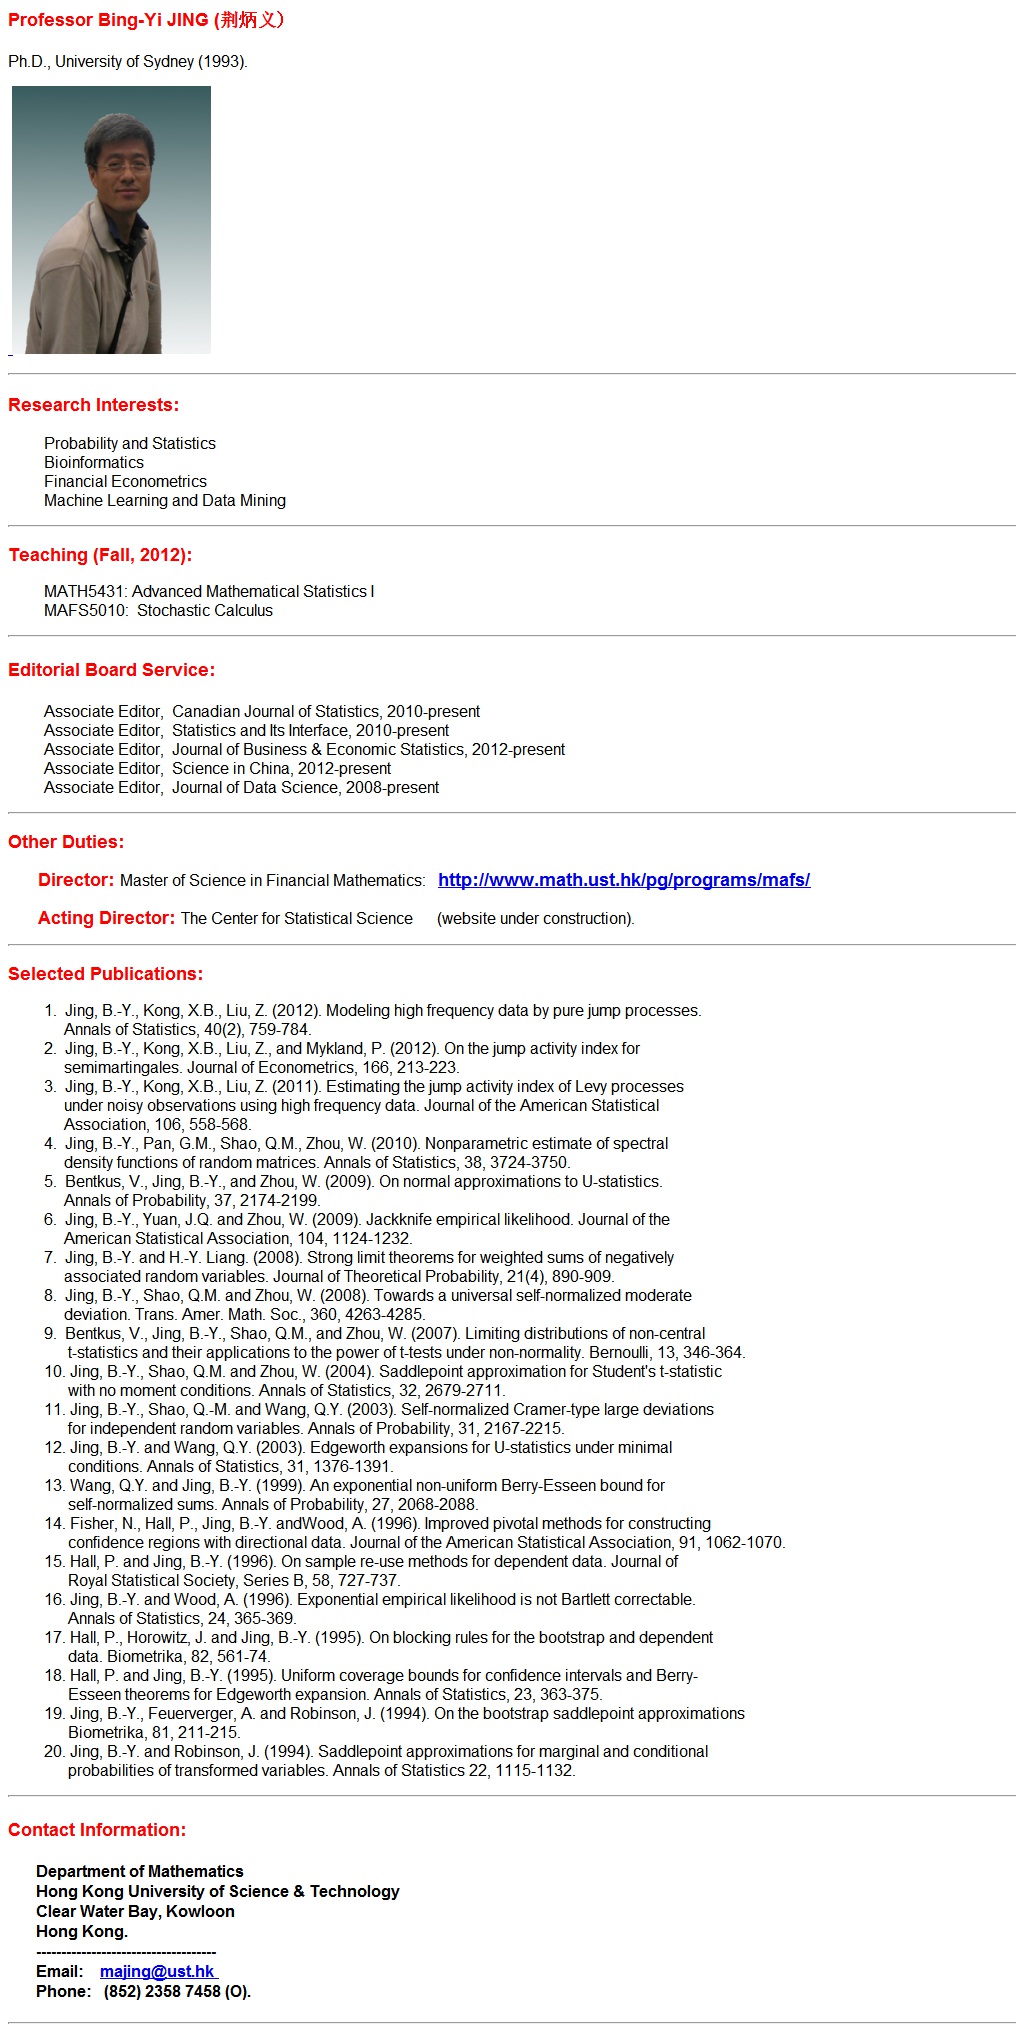 Professor Bing-Yi JING (荆炳义)
Ph.D., University of Sydney (1993).
Research Interests:
Probability and Statistics
Bioinformatics
Financial Econometrics
Machine Learning and Data Mining
Teaching (Fall, 2012):
MATH5431: Advanced Mathematical Statistics I
MAFS5010:  Stochastic Calculus
Editorial Board Service:
Associate Editor,  Canadian Journal of Statistics, 2010-present
Associate Editor,  Statistics and Its Interface, 2010-present
Associate Editor,  Journal of Business & Economic Statistics, 2012-present
Associate Editor,  Science in China, 2012-present
Associate Editor,  Journal of Data Science, 2008-present
Other Duties:
Director: Master of Science in Financial Mathematics:   http://www.math.ust.hk/pg/programs/mafs/
Acting Director: The Center for Statistical Science      (website under construction).
Selected Publications:
1.  Jing, B.-Y., Kong, X.B., Liu, Z. (2012). Modeling high frequency data by pure jump processes.
Annals of Statistics, 40(2), 759-784.
2.  Jing, B.-Y., Kong, X.B., Liu, Z., and Mykland, P. (2012). On the jump activity index for
semimartingales. Journal of Econometrics, 166, 213-223.
3.  Jing, B.-Y., Kong, X.B., Liu, Z. (2011). Estimating the jump activity index of Levy processes
under noisy observations using high frequency data. Journal of the American Statistical
Association, 106, 558-568.
4.  Jing, B.-Y., Pan, G.M., Shao, Q.M., Zhou, W. (2010). Nonparametric estimate of spectral
density functions of random matrices. Annals of Statistics, 38, 3724-3750.
5.  Bentkus, V., Jing, B.-Y., and Zhou, W. (2009). On normal approximations to U-statistics.
Annals of Probability, 37, 2174-2199.
6.  Jing, B.-Y., Yuan, J.Q. and Zhou, W. (2009). Jackknife empirical likelihood. Journal of the
American Statistical Association, 104, 1124-1232.
7.  Jing, B.-Y. and H.-Y. Liang. (2008). Strong limit theorems for weighted sums of negatively
associated random variables. Journal of Theoretical Probability, 21(4), 890-909.
8.  Jing, B.-Y., Shao, Q.M. and Zhou, W. (2008). Towards a universal self-normalized moderate
deviation. Trans. Amer. Math. Soc., 360, 4263-4285.
9.  Bentkus, V., Jing, B.-Y., Shao, Q.M., and Zhou, W. (2007). Limiting distributions of non-central
t-statistics and their applications to the power of t-tests under non-normality. Bernoulli, 13, 346-364.
10. Jing, B.-Y., Shao, Q.M. and Zhou, W. (2004). Saddlepoint approximation for Student's t-statistic
with no moment conditions. Annals of Statistics, 32, 2679-2711.
11. Jing, B.-Y., Shao, Q.-M. and Wang, Q.Y. (2003). Self-normalized Cramer-type large deviations
for independent random variables. Annals of Probability, 31, 2167-2215.
12. Jing, B.-Y. and Wang, Q.Y. (2003). Edgeworth expansions for U-statistics under minimal
conditions. Annals of Statistics, 31, 1376-1391.
13. Wang, Q.Y. and Jing, B.-Y. (1999). An exponential non-uniform Berry-Esseen bound for
self-normalized sums. Annals of Probability, 27, 2068-2088.
14. Fisher, N., Hall, P., Jing, B.-Y. andWood, A. (1996). Improved pivotal methods for constructing
confidence regions with directional data. Journal of the American Statistical Association, 91, 1062-1070.
15. Hall, P. and Jing, B.-Y. (1996). On sample re-use methods for dependent data. Journal of
Royal Statistical Society, Series B, 58, 727-737.
16. Jing, B.-Y. and Wood, A. (1996). Exponential empirical likelihood is not Bartlett correctable.
Annals of Statistics, 24, 365-369.
17. Hall, P., Horowitz, J. and Jing, B.-Y. (1995). On blocking rules for the bootstrap and dependent
data. Biometrika, 82, 561-74.
18. Hall, P. and Jing, B.-Y. (1995). Uniform coverage bounds for confidence intervals and Berry-
Esseen theorems for Edgeworth expansion. Annals of Statistics, 23, 363-375.
19. Jing, B.-Y., Feuerverger, A. and Robinson, J. (1994). On the bootstrap saddlepoint approximations
Biometrika, 81, 211-215.
20. Jing, B.-Y. and Robinson, J. (1994). Saddlepoint approximations for marginal and conditional
probabilities of transformed variables. Annals of Statistics 22, 1115-1132.
Contact Information:
Department of Mathematics
Hong Kong University of Science & Technology
Clear Water Bay, Kowloon
Hong Kong.
------------------------------------
Email:    majing@ust.hk
Phone:   (852) 2358 7458 (O).